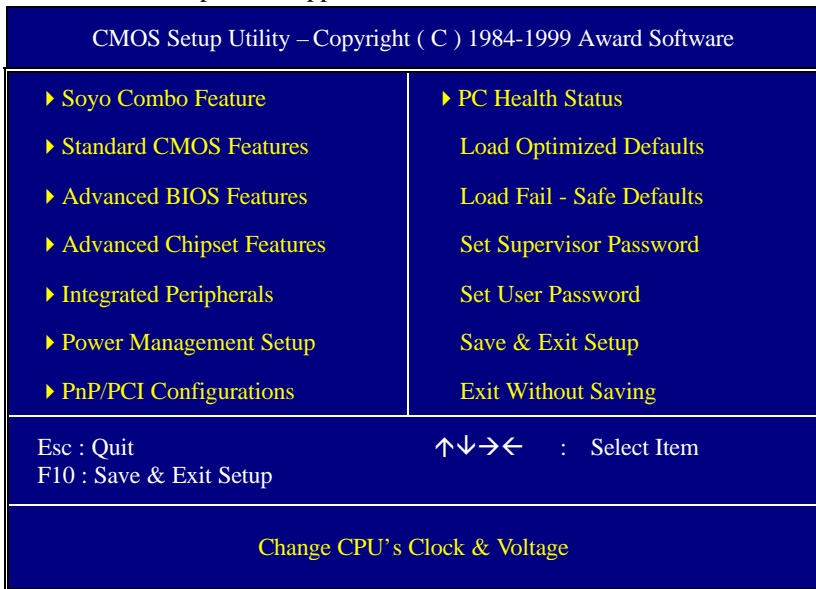 CMOS Setup Utility – Copyright ( C ) 1984-1999 Award Software
Soyo Combo Feature
Standard CMOS Features
Advanced BIOS Features
Advanced Chipset Features
Integrated Peripherals
Power Management Setup
PnP/PCI Configurations
PC Health Status
Load Optimized Defaults
Load Fail - Safe Defaults
Set Supervisor Password
Set User Password
Save & Exit Setup
Exit Without Saving
Esc : Quit
F10 : Save & Exit Setup
↑↓→← : Select Item
Change CPU's Clock & Voltage